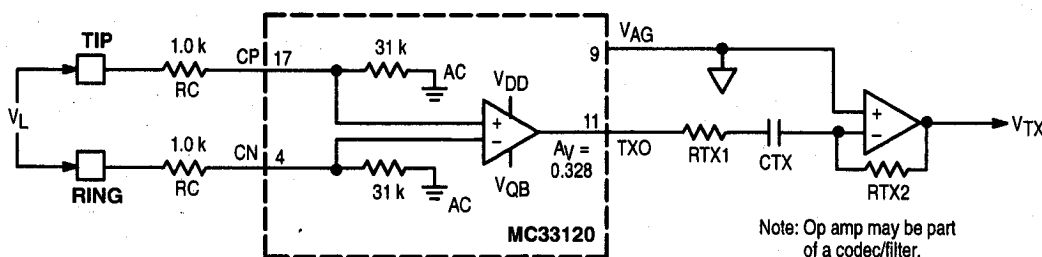 TIP
1.0 k
RC
CP
17
31 k
AC
VDD
VAG
9
VL
+
−
11
TXO
AV =
0.328
RTX1
CTX
+
−
VTX
RTX2
1.0 k
RC
CN
4
31 k
AC
VQB
RING
MC33120
Note: Op amp may be part
of a codec/filter.